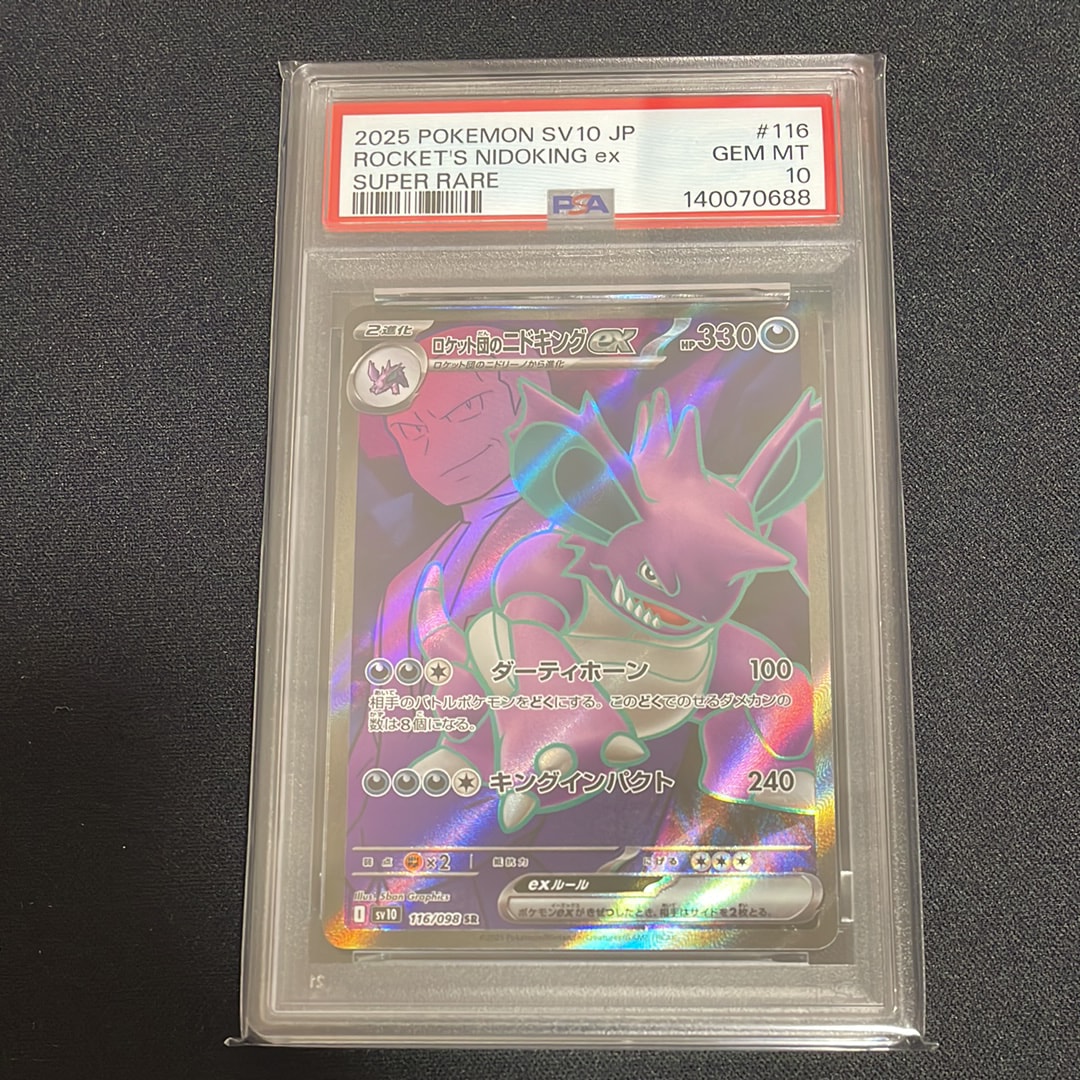 2025 POKEMON SV10 JP #116
ROCKET'S NIDOKING ex GEM MT
SUPER RARE 10
PSA 140070688
2進化
ロケット団のニドキングex HP330
ロケット団のニドリーノから進化
ダーティホーン 100
相手のバトルポケモンをどくにする。このどくでのせるダメカンの
数は8個になる。
キングインパクト 240
弱点 ×2 抵抗力 にげる
exルール
ポケモンexがきぜつしたとき、相手はサイドを2枚とる。
Illus. 5ban Graphics
I sv10 116/098 SR